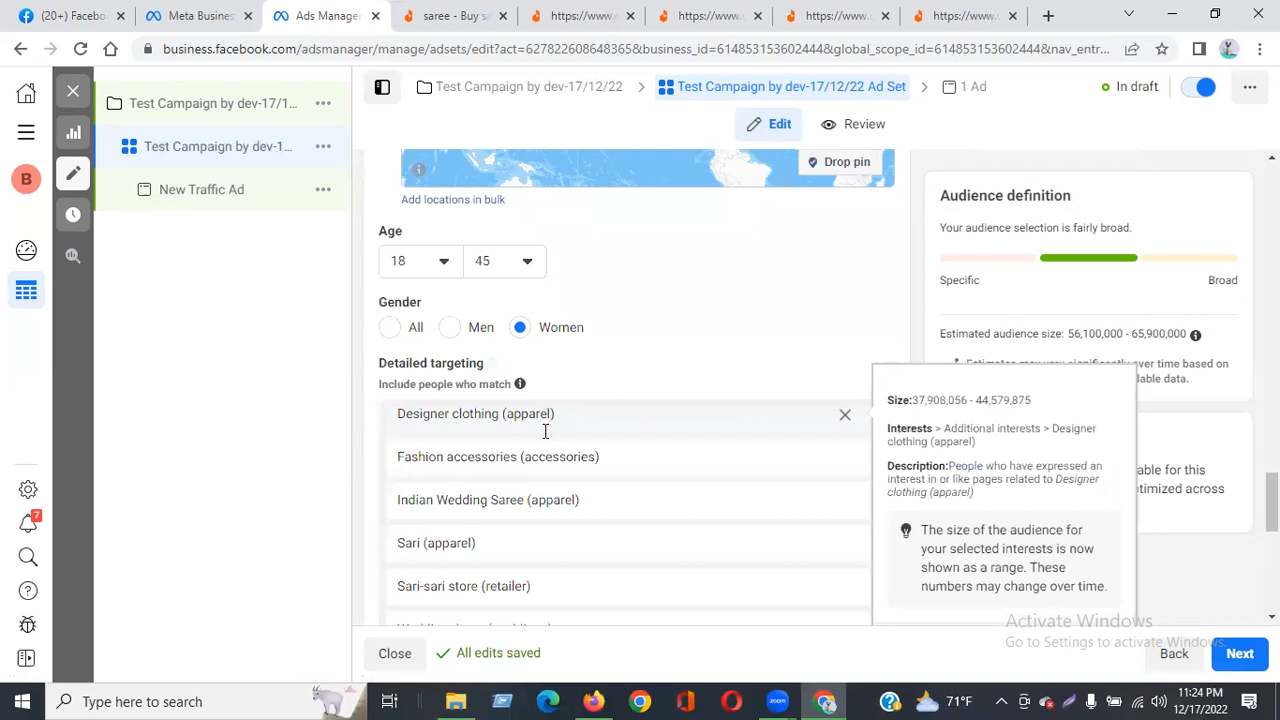 (20+) Facebo
Meta Business
Ads Manager
saree - Buy s
https://www.
https://www.
https://www.
https://www.
business.facebook.com/adsmanager/manage/adsets/edit?act=6278226086483365&business_id=614853153602444&global_scope_id=614853153602444&nav_entr...
Test Campaign by dev-17/1...
Test Campaign by dev-17/12/22
Test Campaign by dev-17/12/22 Ad Set
1 Ad
In draft
Edit
Review
Test Campaign by dev-1...
New Traffic Ad
B
7
Drop pin
Add locations in bulk
Age
18
45
Gender
All
Men
Women
Detailed targeting
Include people who match
Designer clothing (apparel)
Fashion accessories (accessories)
Indian Wedding Saree (apparel)
Sari (apparel)
Sari-sari store (retailer)
Audience definition
Your audience selection is fairly broad.
Specific
Broad
Estimated audience size: 56,100,000 - 65,900,000
Estimates may vary significantly over time based on
lable data.
Size:37,908,056 - 44,579,875
Interests > Additional interests > Designer
clothing (apparel)
Description:People who have expressed an
interest in or like pages related to Designer
clothing (apparel)
The size of the audience for
your selected interests is now
shown as a range. These
numbers may change over time.
able for this
ptimized across
Activate Windows
Go to Settings to activate Windows.
Close
All edits saved
Back
Next
Type here to search
zoom
71°F
11:24 PM
12/17/2022